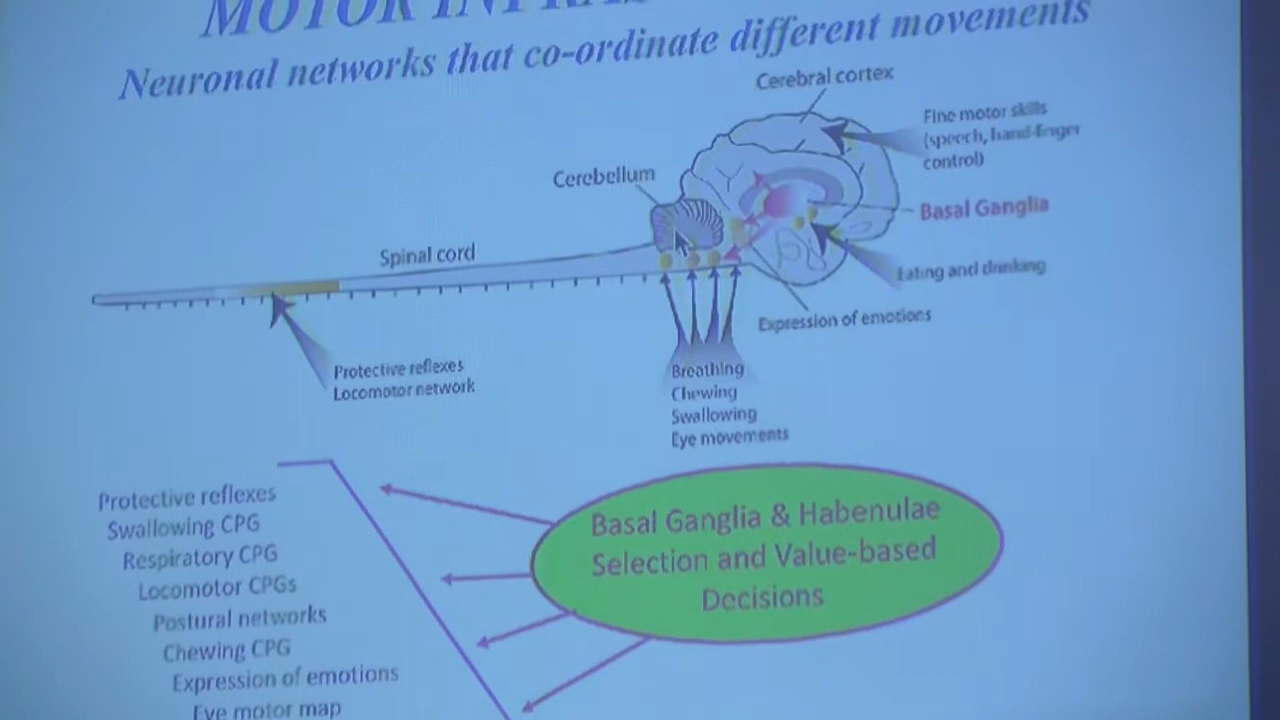 MOTOR
Neuronal networks that co-ordinate different movements
Cerebral cortex
Fine motor skills
(speech, hand-finger
control)
Cerebellum
Basal Ganglia
Spinal cord
Eating and drinking
Expression of emotions
Protective reflexes
Locomotor network
Breathing
Chewing
Swallowing
Eye movements
Protective reflexes
Swallowing CPG
Respiratory CPG
Locomotor CPGs
Postural networks
Chewing CPG
Expression of emotions
Eye motor map
Basal Ganglia & Habenulae
Selection and Value-based
Decisions